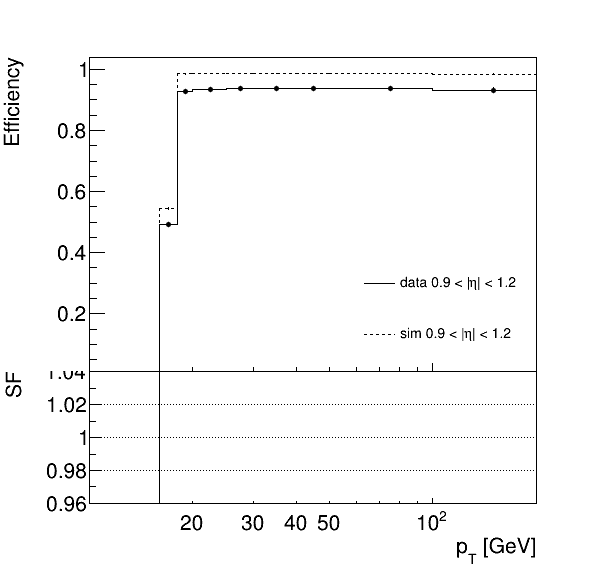 Efficiency
1
0.8
0.6
0.4
0.2
data 0.9 < |η| < 1.2
sim 0.9 < |η| < 1.2
SF
1.04
1.02
1
0.98
0.96
20 30 40 50 10²
p_T [GeV]